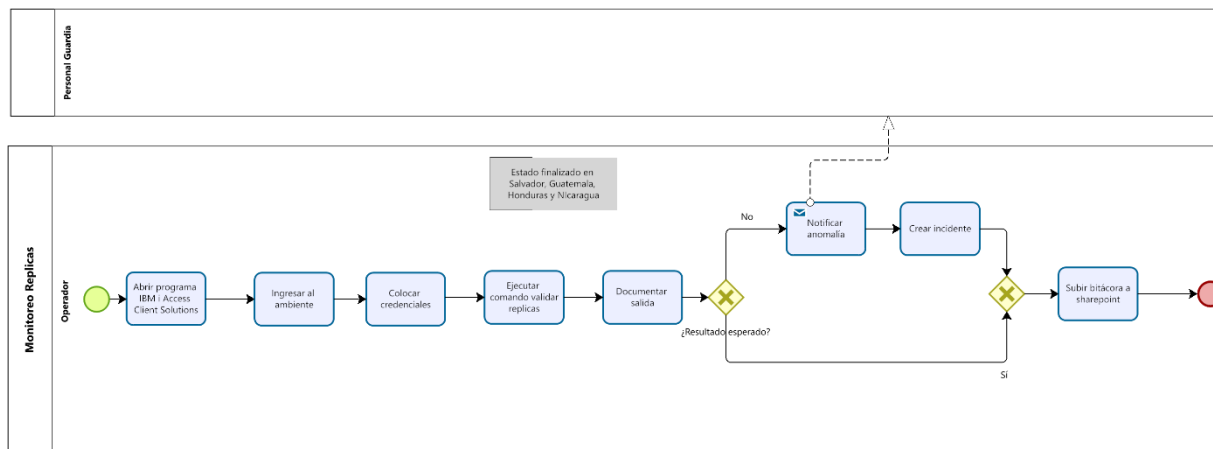 Personal Guardia
Monitoreo Replicas
Operador
Estado finalizado en
Salvador, Guatemala,
Honduras y Nicaragua
Abrir programa
IBM i Access
Client Solutions
Ingresar al
ambiente
Colocar
credenciales
Ejecutar
comando validar
replicas
Documentar
salida
¿Resultado esperado?
No
Notificar
anomalía
Crear incidente
Sí
Subir bitácora a
sharepoint